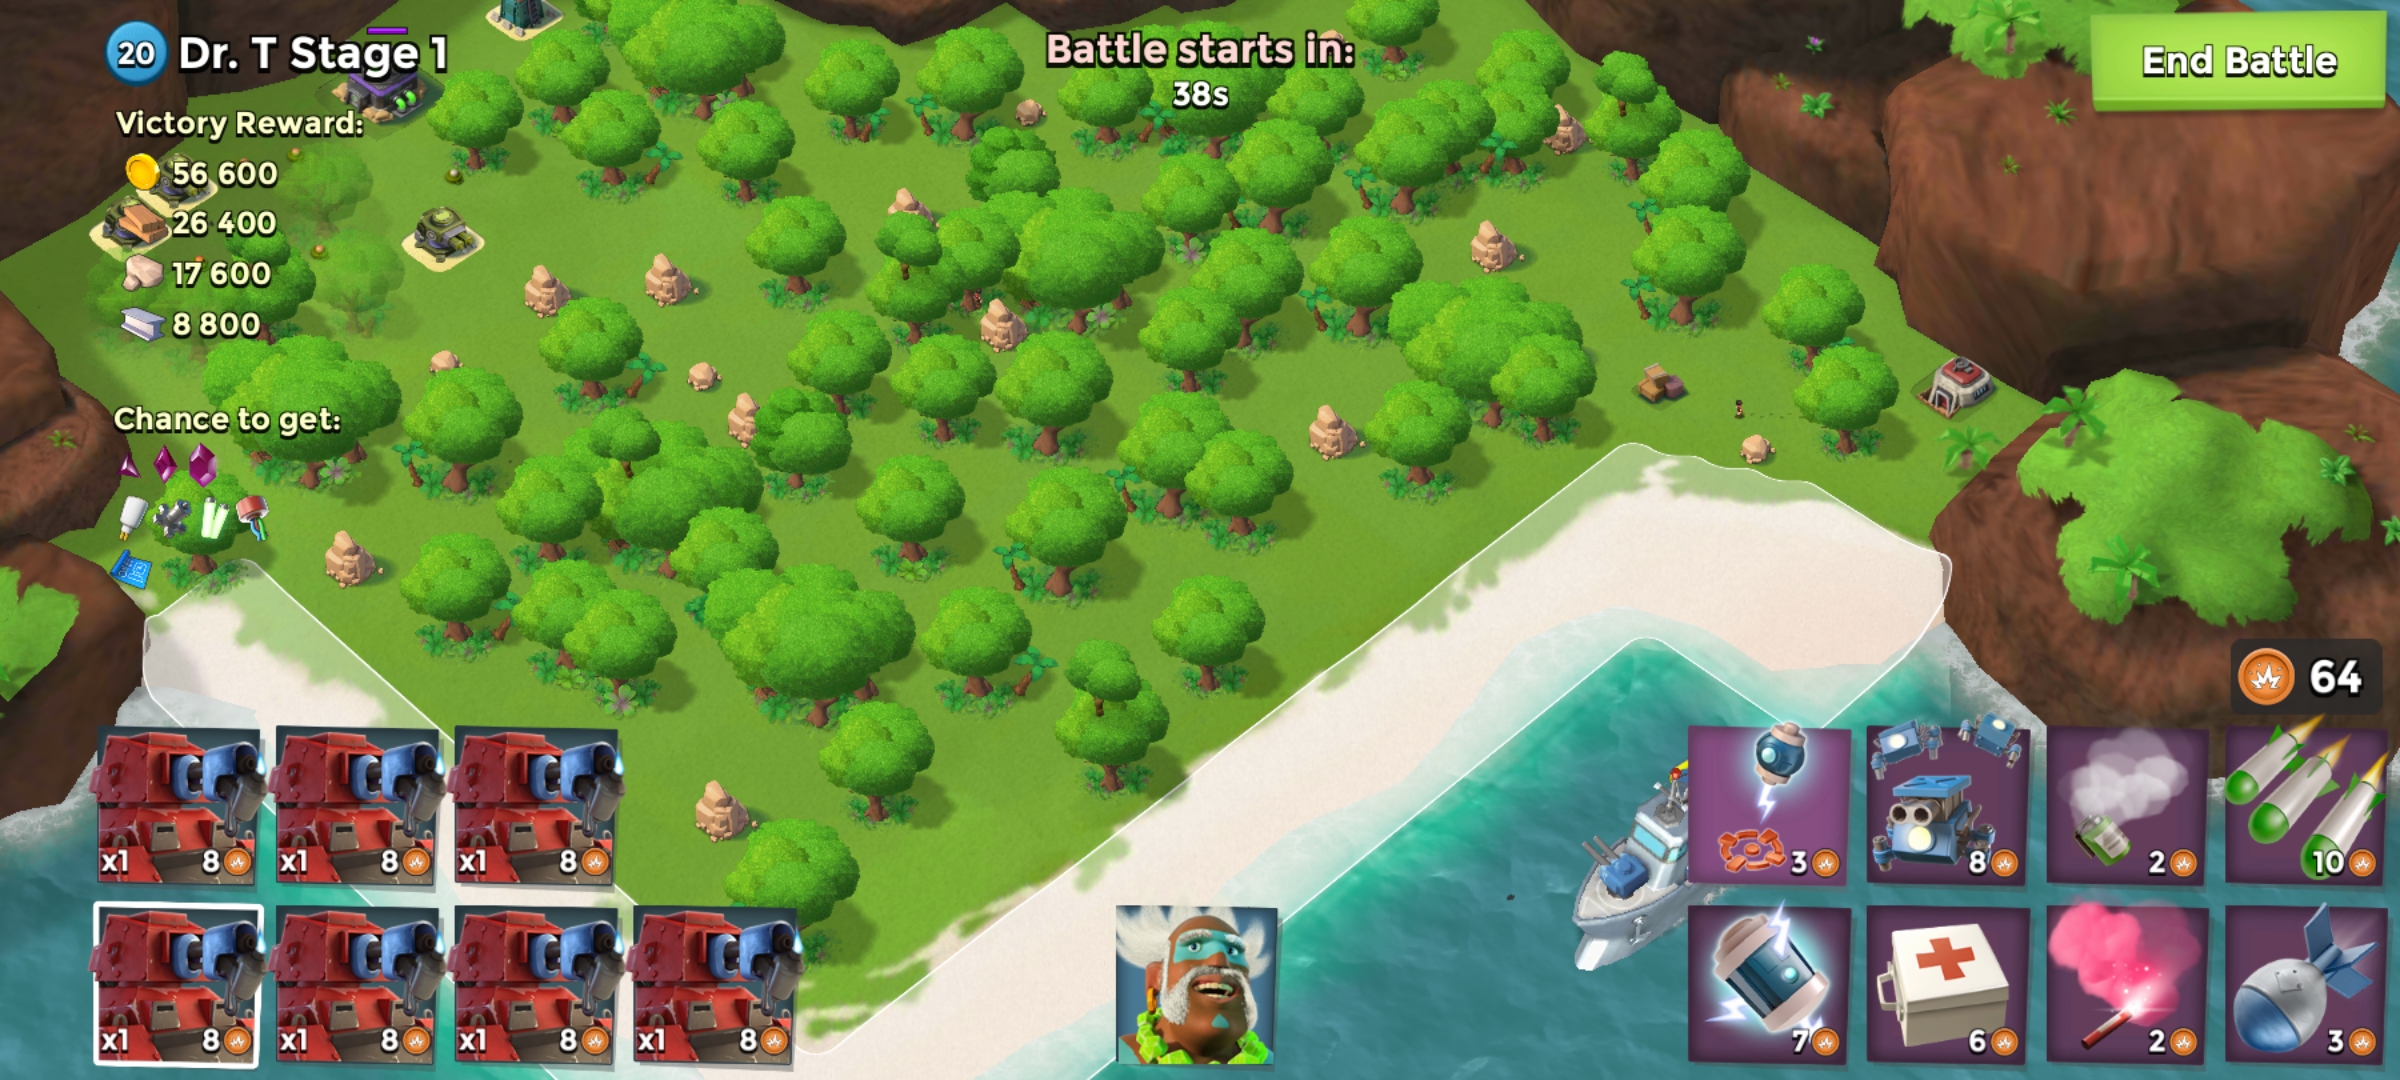 20 Dr. T Stage 1
Battle starts in:
38s
End Battle
Victory Reward:
56 600
26 400
17 600
8 800
Chance to get:
64
x1 8
x1 8
x1 8
3
8
2
10
x1 8
x1 8
x1 8
x1 8
7
6
2
3